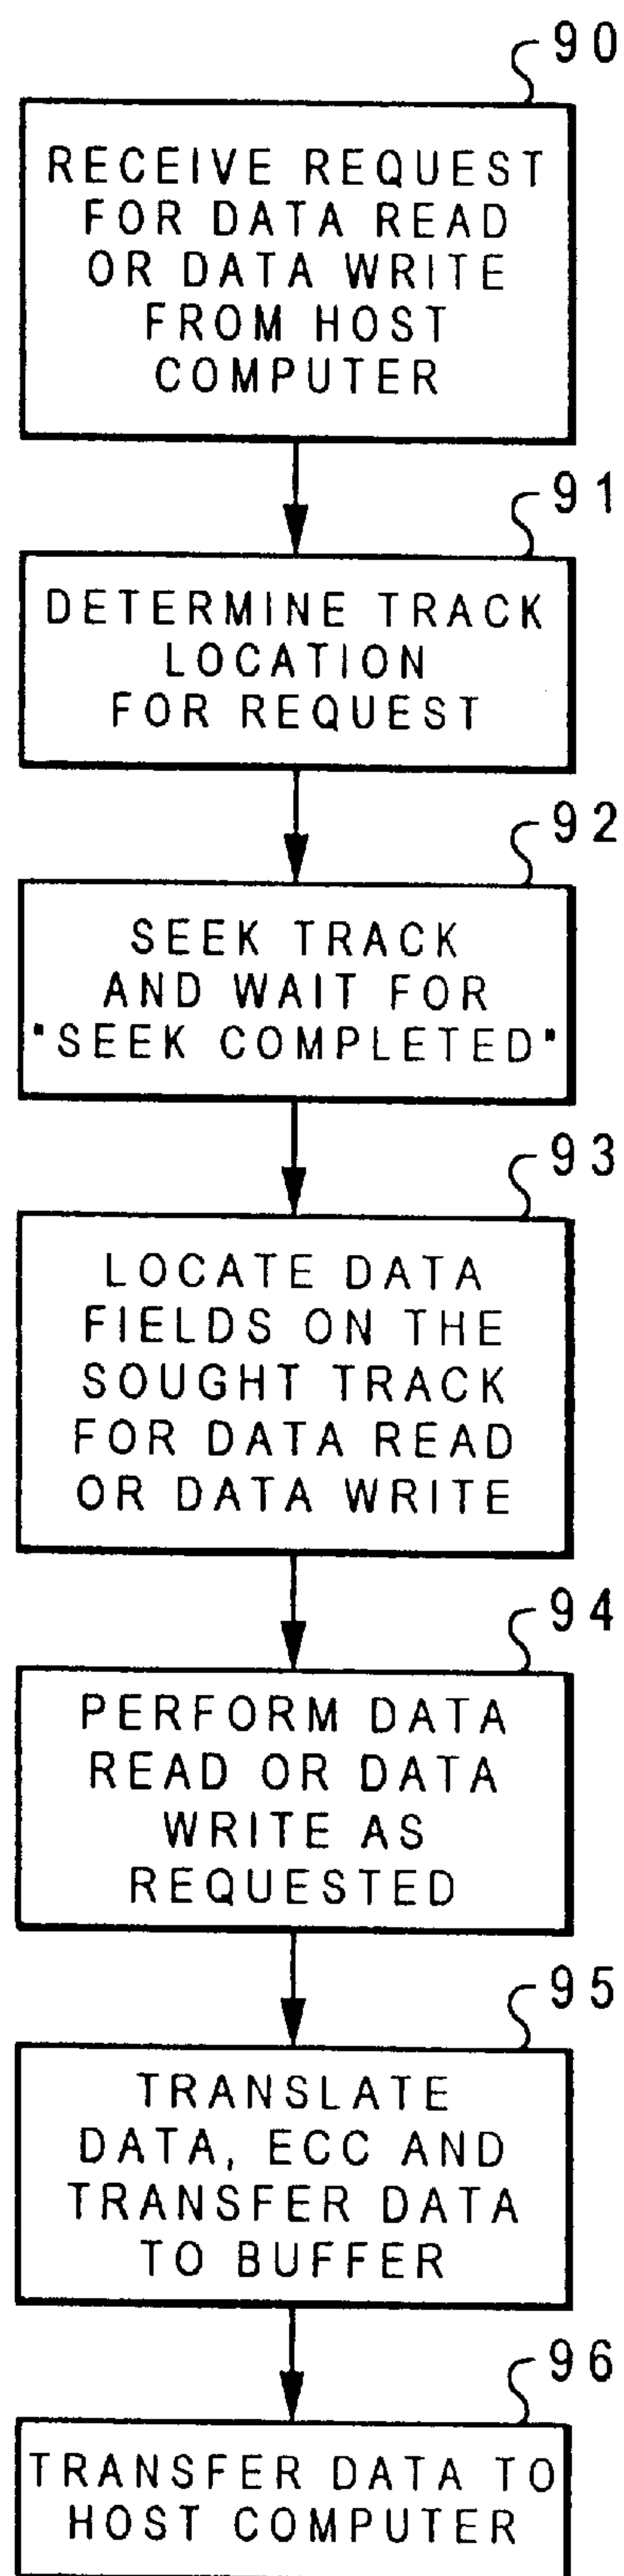 90
RECEIVE REQUEST
FOR DATA READ
OR DATA WRITE
FROM HOST
COMPUTER
91
DETERMINE TRACK
LOCATION
FOR REQUEST
92
SEEK TRACK
AND WAIT FOR
"SEEK COMPLETED"
93
LOCATE DATA
FIELDS ON THE
SOUGHT TRACK
FOR DATA READ
OR DATA WRITE
94
PERFORM DATA
READ OR DATA
WRITE AS
REQUESTED
95
TRANSLATE
DATA, ECC AND
TRANSFER DATA
TO BUFFER
96
TRANSFER DATA TO
HOST COMPUTER